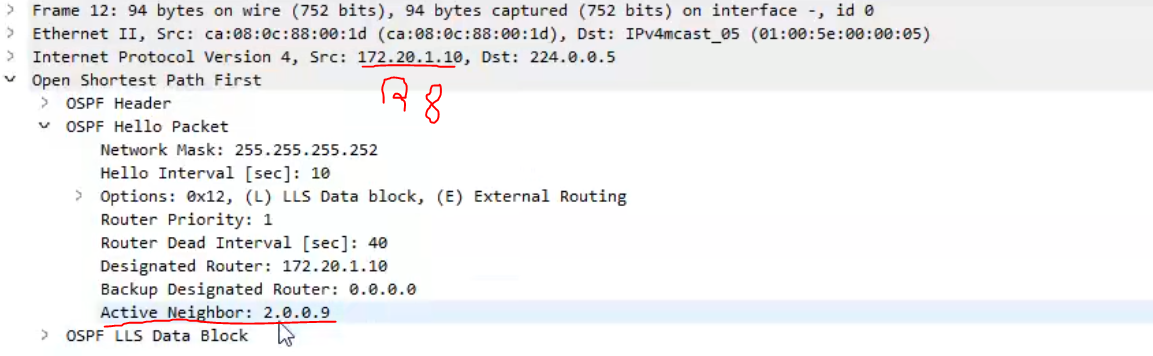 Frame 12: 94 bytes on wire (752 bits), 94 bytes captured (752 bits) on interface -, id 0
Ethernet II, Src: ca:08:0c:88:00:1d (ca:08:0c:88:00:1d), Dst: IPv4mcast_05 (01:00:5e:00:00:05)
Internet Protocol Version 4, Src: 172.20.1.10, Dst: 224.0.0.5
Open Shortest Path First
R 8
OSPF Header
OSPF Hello Packet
Network Mask: 255.255.255.252
Hello Interval [sec]: 10
Options: 0x12, (L) LLS Data block, (E) External Routing
Router Priority: 1
Router Dead Interval [sec]: 40
Designated Router: 172.20.1.10
Backup Designated Router: 0.0.0.0
Active Neighbor: 2.0.0.9
OSPF LLS Data Block